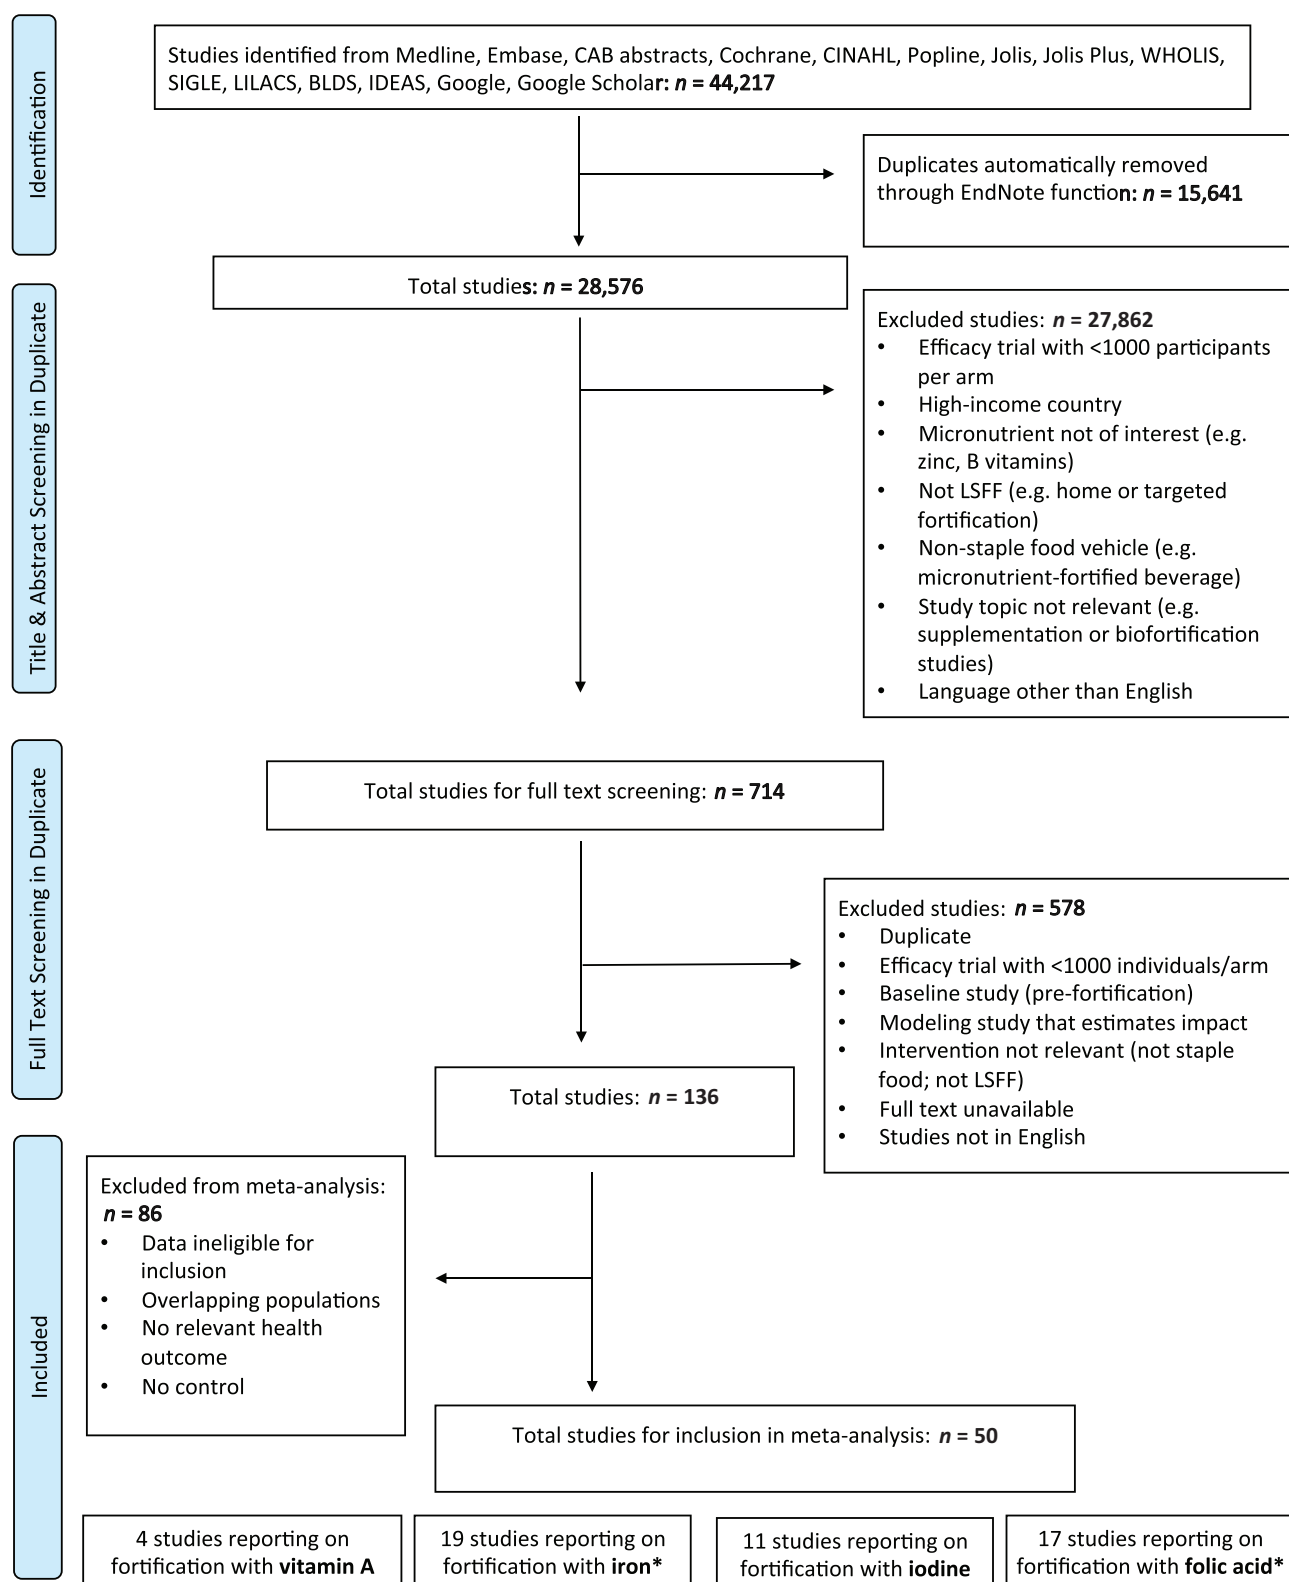 Identification
Studies identified from Medline, Embase, CAB abstracts, Cochrane, CINAHL, Popline, Jolis, Jolis Plus, WHOLIS,
SIGLE, LILACS, BLDS, IDEAS, Google, Google Scholar: n = 44,217
Duplicates automatically removed
through EndNote function: n = 15,641
Total studies: n = 28,576
Title & Abstract Screening in Duplicate
Excluded studies: n = 27,862
• Efficacy trial with <1000 participants
per arm
• High-income country
• Micronutrient not of interest (e.g.
zinc, B vitamins)
• Not LSFF (e.g. home or targeted
fortification)
• Non-staple food vehicle (e.g.
micronutrient-fortified beverage)
• Study topic not relevant (e.g.
supplementation or biofortification
studies)
• Language other than English
Full Text Screening in Duplicate
Total studies for full text screening: n = 714
Excluded studies: n = 578
• Duplicate
• Efficacy trial with <1000 individuals/arm
• Baseline study (pre-fortification)
• Modeling study that estimates impact
• Intervention not relevant (not staple
food; not LSFF)
• Full text unavailable
• Studies not in English
Total studies: n = 136
Included
Excluded from meta-analysis:
n = 86
• Data ineligible for
inclusion
• Overlapping populations
• No relevant health
outcome
• No control
Total studies for inclusion in meta-analysis: n = 50
4 studies reporting on
fortification with vitamin A
19 studies reporting on
fortification with iron*
11 studies reporting on
fortification with iodine
17 studies reporting on
fortification with folic acid*